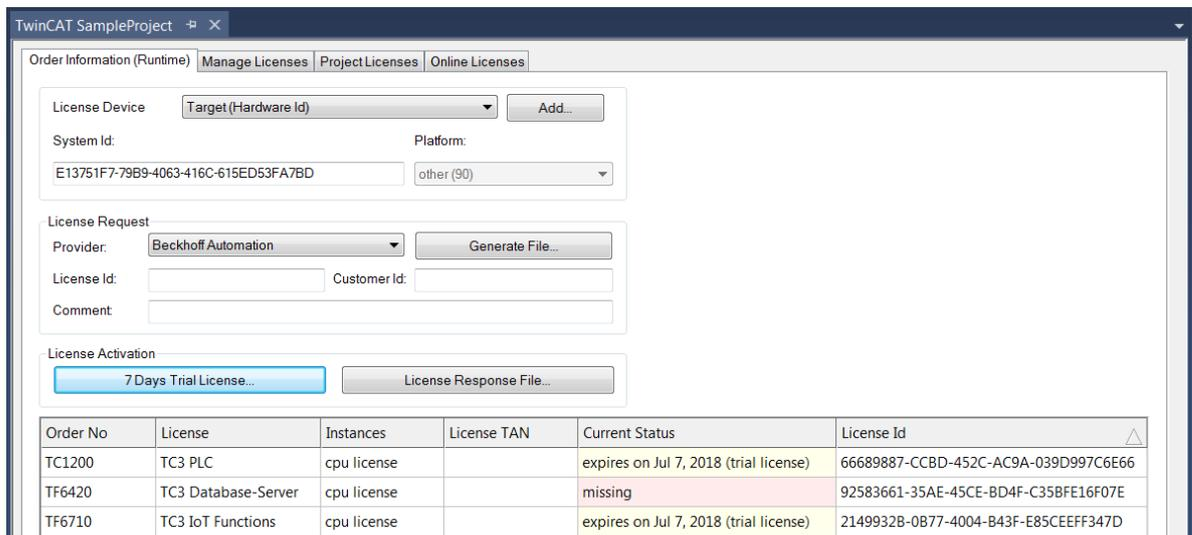 TwinCAT SampleProject
Order Information (Runtime) Manage Licenses Project Licenses Online Licenses
License Device Target (Hardware Id) Add...
System Id: Platform:
E13751F7-79B9-4063-416C-615ED53FA7BD other (90)
License Request
Provider: Beckhoff Automation Generate File...
License Id: Customer Id:
Comment:
License Activation
7 Days Trial License... License Response File...
Order No License Instances License TAN Current Status License Id
TC1200 TC3 PLC cpu license expires on Jul 7, 2018 (trial license) 66689887-CCBD-452C-AC9A-039D997C6E66
TF6420 TC3 Database-Server cpu license missing 92583661-35AE-45CE-BD4F-C35BFE16F07E
TF6710 TC3 IoT Functions cpu license expires on Jul 7, 2018 (trial license) 2149932B-0B77-4004-B43F-E85CEEFF347D